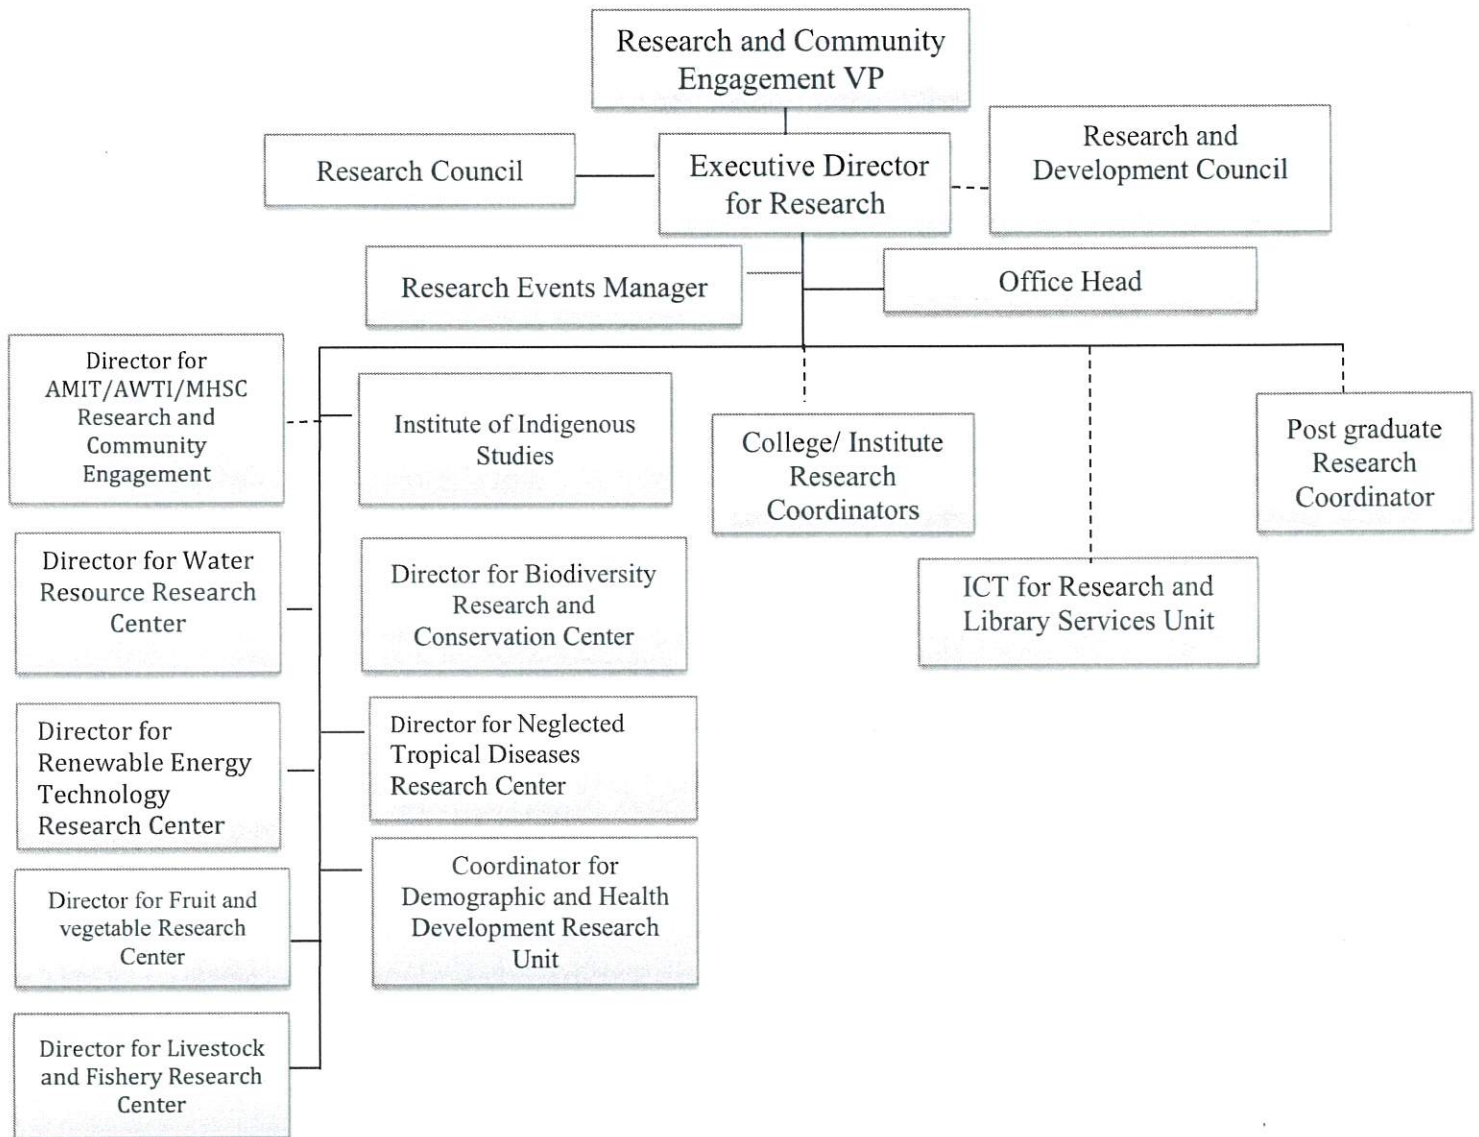 Research and Community
Engagement VP
Research Council
Executive Director
for Research
Research and
Development Council
Research Events Manager
Office Head
Director for
AMIT/AWTI/MHSC
Research and
Community
Engagement
Institute of Indigenous
Studies
College/ Institute
Research
Coordinators
Post graduate
Research
Coordinator
Director for Water
Resource Research
Center
Director for Biodiversity
Research and
Conservation Center
ICT for Research and
Library Services Unit
Director for
Renewable Energy
Technology
Research Center
Director for Neglected
Tropical Diseases
Research Center
Director for Fruit and
vegetable Research
Center
Coordinator for
Demographic and Health
Development Research
Unit
Director for Livestock
and Fishery Research
Center